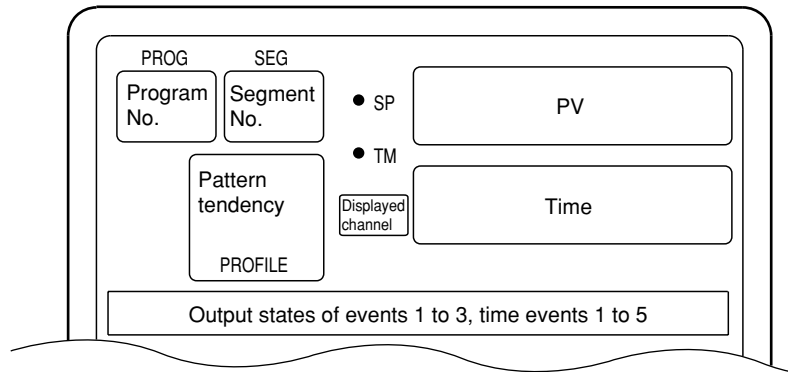 PROG SEG
Program No.
Segment No.
SP
PV
TM
Pattern tendency
PROFILE
Displayed channel
Time
Output states of events 1 to 3, time events 1 to 5